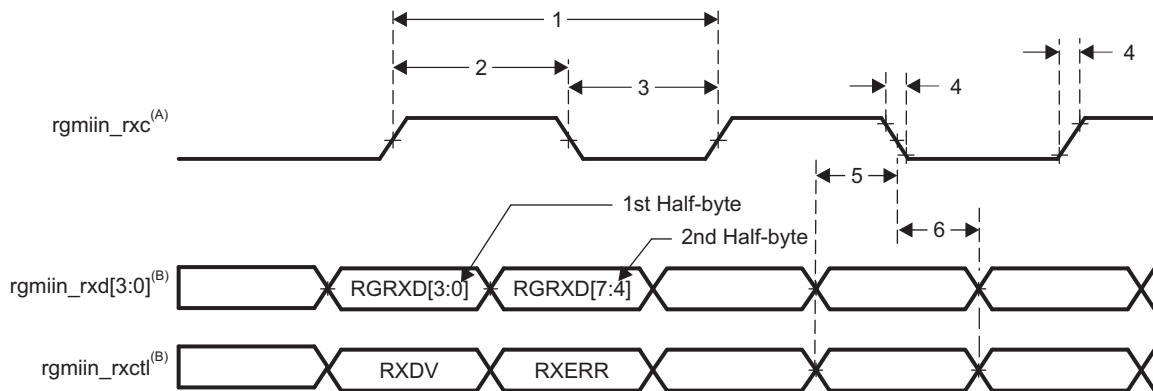 1
2
3
4
4
rgmiin_rxc(A)
5
1st Half-byte
6
2nd Half-byte
rgmiin_rxd[3:0](B)
RGRXD[3:0]
RGRXD[7:4]
rgmiin_rxctl(B)
RXDV
RXERR